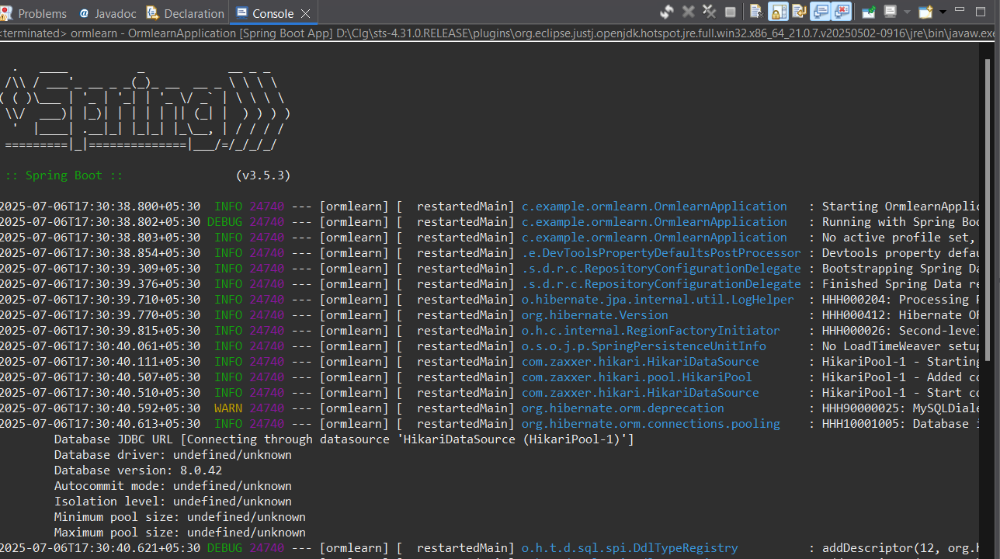 Problems @ Javadoc Declaration Console
<terminated> ormlearn - OrmlearnApplication [Spring Boot App] D:\Clg\sts-4.31.0.RELEASE\plugins\org.eclipse.justj.openjdk.hotspot.jre.full.win32.x86_64_21.0.7.v20250502-0916\jre\bin\javaw.exe
  .   ____          _            __ _ _
 /\\ / ___'_ __ _ _(_)_ __  __ _ \ \ \ \
( ( )\___ | '_ | '_| | '_ \/ _` | \ \ \ \
 \\/  ___)| |_)| | | | | || (_| |  ) ) ) )
  '  |____| .__|_| |_|_| |_\__, | / / / /
 =========|_|==============|___/=/_/_/_/
:: Spring Boot ::                (v3.5.3)
2025-07-06T17:30:38.800+05:30  INFO 24740 --- [ormlearn] [  restartedMain] c.example.ormlearn.OrmlearnApplication   : Starting OrmlearnApplic
2025-07-06T17:30:38.802+05:30 DEBUG 24740 --- [ormlearn] [  restartedMain] c.example.ormlearn.OrmlearnApplication   : Running with Spring Boo
2025-07-06T17:30:38.803+05:30  INFO 24740 --- [ormlearn] [  restartedMain] c.example.ormlearn.OrmlearnApplication   : No active profile set,
2025-07-06T17:30:38.854+05:30  INFO 24740 --- [ormlearn] [  restartedMain] .e.DevToolsPropertyDefaultsPostProcessor : Devtools property defau
2025-07-06T17:30:39.309+05:30  INFO 24740 --- [ormlearn] [  restartedMain] .s.d.r.c.RepositoryConfigurationDelegate : Bootstrapping Spring Da
2025-07-06T17:30:39.376+05:30  INFO 24740 --- [ormlearn] [  restartedMain] .s.d.r.c.RepositoryConfigurationDelegate : Finished Spring Data re
2025-07-06T17:30:39.710+05:30  INFO 24740 --- [ormlearn] [  restartedMain] o.hibernate.jpa.internal.util.LogHelper  : HHH000204: Processing P
2025-07-06T17:30:39.770+05:30  INFO 24740 --- [ormlearn] [  restartedMain] org.hibernate.Version                    : HHH000412: Hibernate OR
2025-07-06T17:30:39.815+05:30  INFO 24740 --- [ormlearn] [  restartedMain] o.h.c.internal.RegionFactoryInitiator    : HHH000026: Second-level
2025-07-06T17:30:40.061+05:30  INFO 24740 --- [ormlearn] [  restartedMain] o.s.o.j.p.SpringPersistenceUnitInfo      : No LoadTimeWeaver setup
2025-07-06T17:30:40.111+05:30  INFO 24740 --- [ormlearn] [  restartedMain] com.zaxxer.hikari.HikariDataSource       : HikariPool-1 - Starting
2025-07-06T17:30:40.507+05:30  INFO 24740 --- [ormlearn] [  restartedMain] com.zaxxer.hikari.pool.HikariPool        : HikariPool-1 - Added co
2025-07-06T17:30:40.510+05:30  INFO 24740 --- [ormlearn] [  restartedMain] com.zaxxer.hikari.HikariDataSource       : HikariPool-1 - Start co
2025-07-06T17:30:40.592+05:30  WARN 24740 --- [ormlearn] [  restartedMain] org.hibernate.orm.deprecation            : HHH90000025: MySQLDiale
2025-07-06T17:30:40.613+05:30  INFO 24740 --- [ormlearn] [  restartedMain] org.hibernate.orm.connections.pooling    : HHH10001005: Database i
        Database JDBC URL [Connecting through datasource 'HikariDataSource (HikariPool-1)']
        Database driver: undefined/unknown
        Database version: 8.0.42
        Autocommit mode: undefined/unknown
        Isolation level: undefined/unknown
        Minimum pool size: undefined/unknown
        Maximum pool size: undefined/unknown
2025-07-06T17:30:40.621+05:30 DEBUG 24740 --- [ormlearn] [  restartedMain] o.h.t.d.sql.spi.DdlTypeRegistry          : addDescriptor(12, org.h